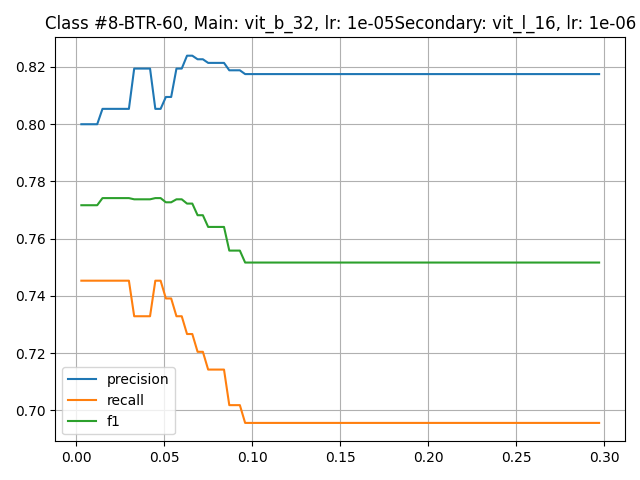 Class #8-BTR-60, Main: vit_b_32, lr: 1e-05Secondary: vit_l_16, lr: 1e-06
0.82
0.80
0.78
0.76
0.74
0.72
0.70
precision
recall
f1
0.00 0.05 0.10 0.15 0.20 0.25 0.30